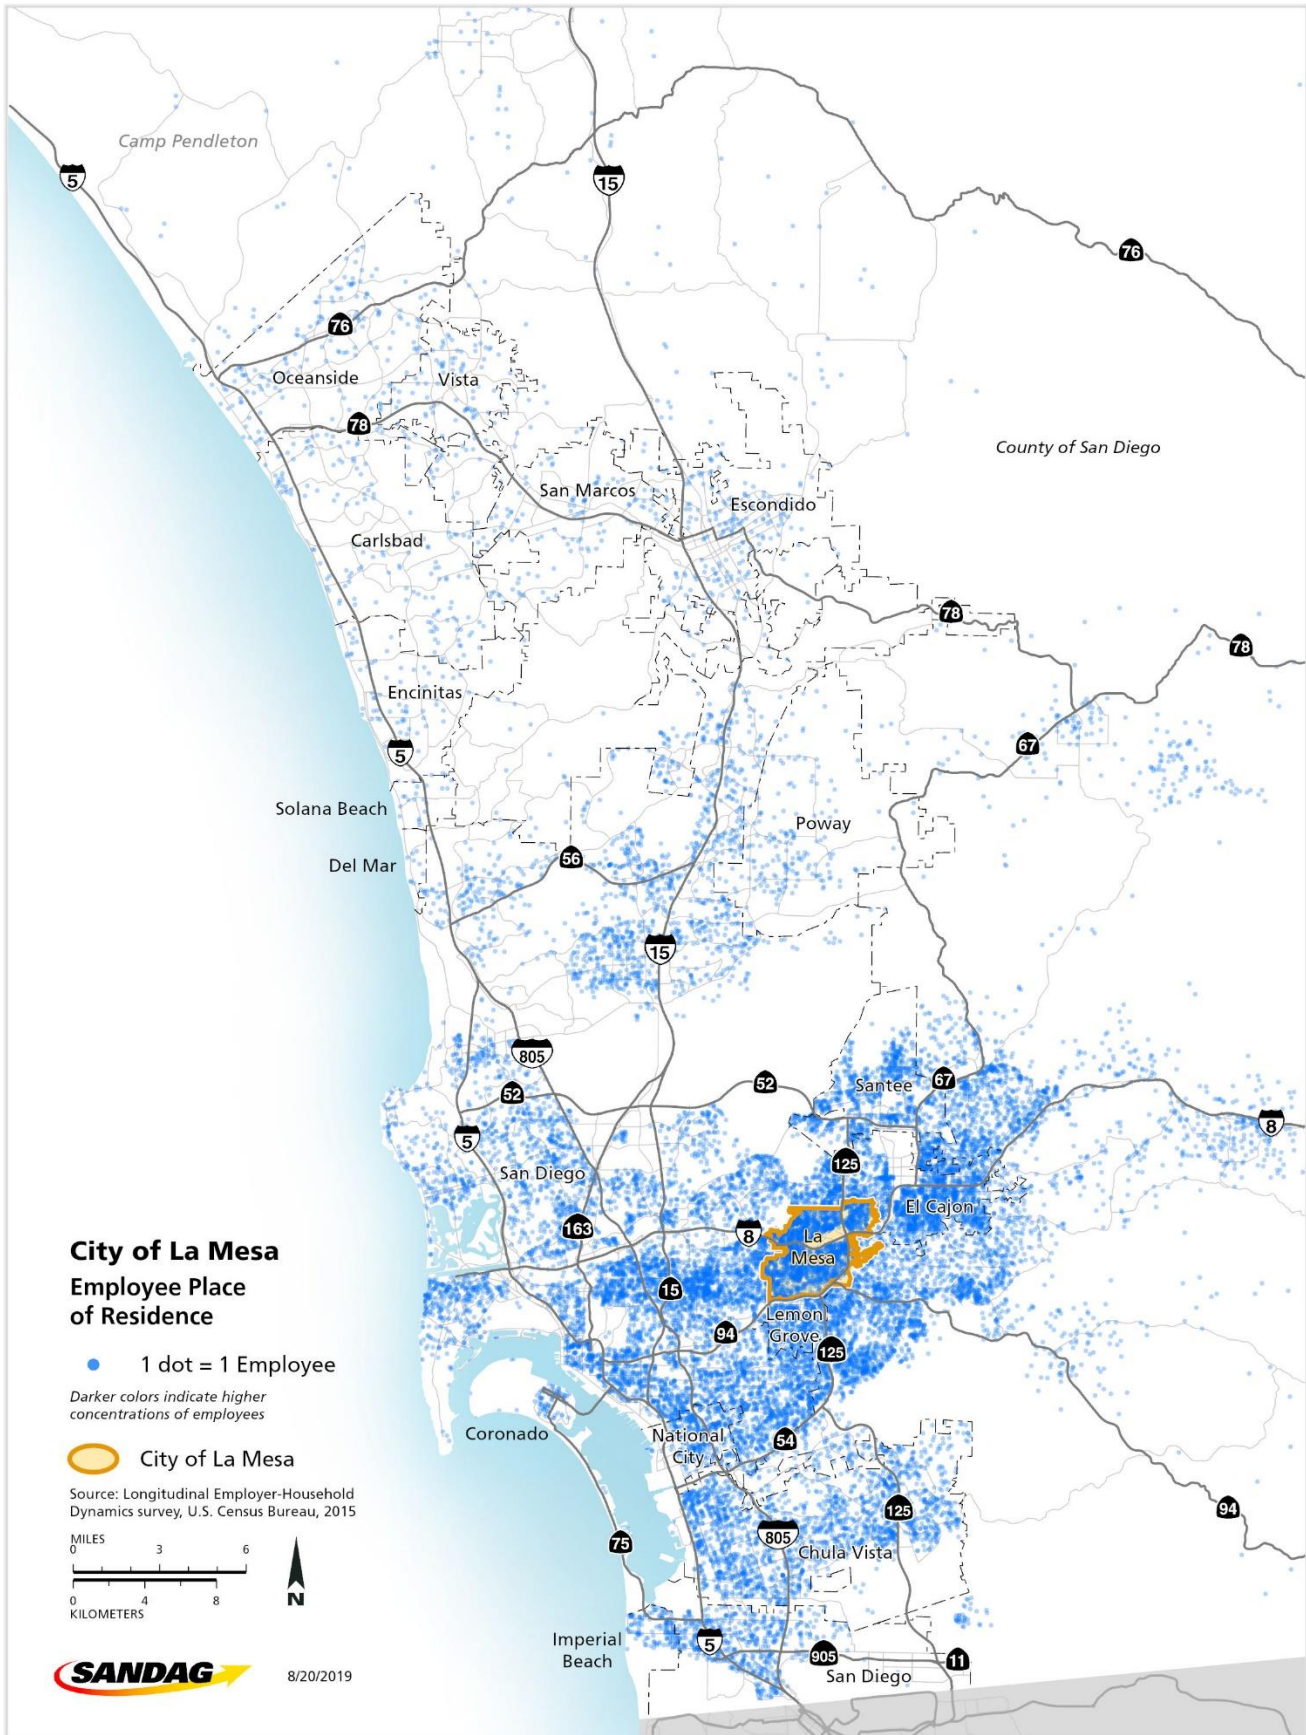 Camp Pendleton
5
15
76
76
Oceanside
Vista
78
County of San Diego
San Marcos
Escondido
Carlsbad
78
78
Encinitas
67
5
Solana Beach
Poway
56
Del Mar
15
805
52
52
Santee
67
8
5
San Diego
125
El Cajon
163
8
La
Mesa
15
Lemon
Grove
94
125
Coronado
National
City
54
125
94
75
805
Chula Vista
Imperial
Beach
5
905
San Diego
11
City of La Mesa
Employee Place
of Residence
1 dot = 1 Employee
Darker colors indicate higher
concentrations of employees
City of La Mesa
Source: Longitudinal Employer-Household
Dynamics survey, U.S. Census Bureau, 2015
MILES
0 3 6
0 4 8
KILOMETERS
N
SANDAG
8/20/2019